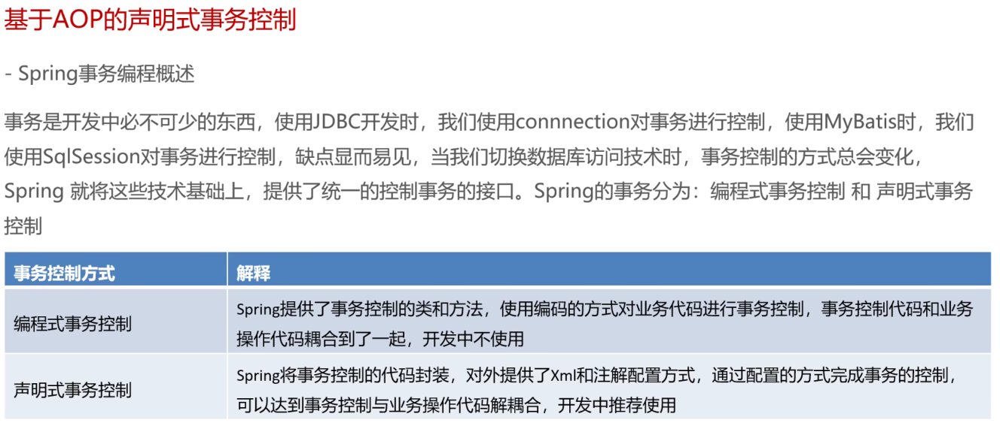 基于AOP的声明式事务控制
- Spring事务编程概述
事务是开发中必不可少的东西，使用JDBC开发时，我们使用connnection对事务进行控制，使用MyBatis时，我们
使用SqlSession对事务进行控制，缺点显而易见，当我们切换数据库访问技术时，事务控制的方式总会变化，
Spring 就将这些技术基础上，提供了统一的控制事务的接口。Spring的事务分为：编程式事务控制 和 声明式事务
控制
事务控制方式 解释
编程式事务控制
Spring提供了事务控制的类和方法，使用编码的方式对业务代码进行事务控制，事务控制代码和业务
操作代码耦合到了一起，开发中不使用
声明式事务控制
Spring将事务控制的代码封装，对外提供了Xml和注解配置方式，通过配置的方式完成事务的控制，
可以达到事务控制与业务操作代码解耦合，开发中推荐使用